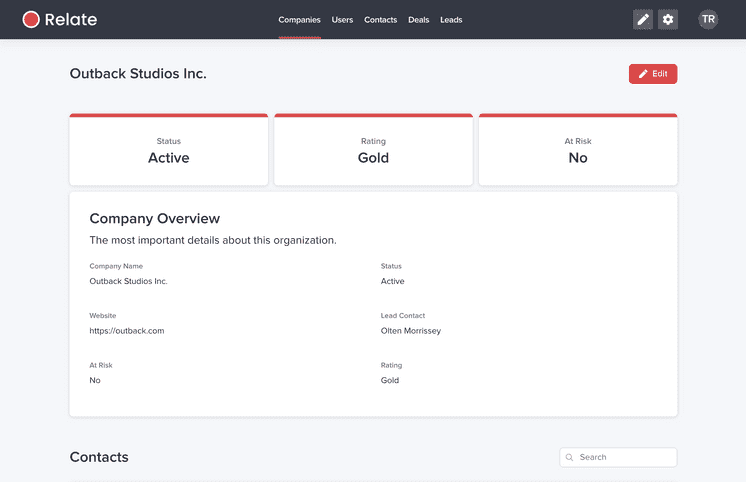 Relate
Companies Users Contacts Deals Leads
TR
Outback Studios Inc.
Edit
Status
Active
Rating
Gold
At Risk
No
Company Overview
The most important details about this organization.
Company Name
Outback Studios Inc.
Status
Active
Website
https://outback.com
Lead Contact
Olten Morrissey
At Risk
No
Rating
Gold
Contacts
Search